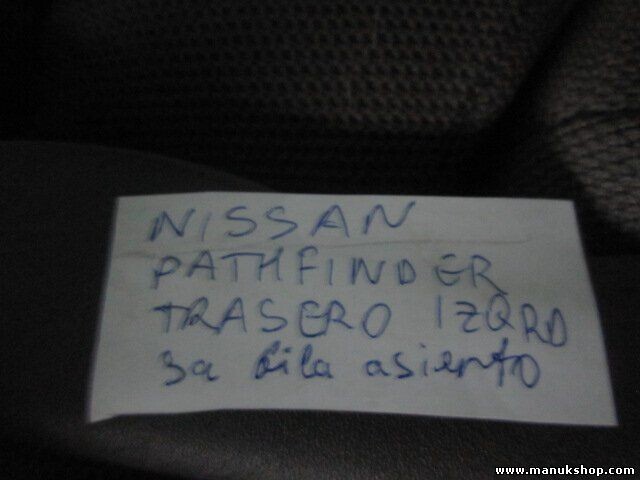 NISSAN
PATHFINDER
TRASERO IZQRD
3a fila asiento
www.manukshop.com